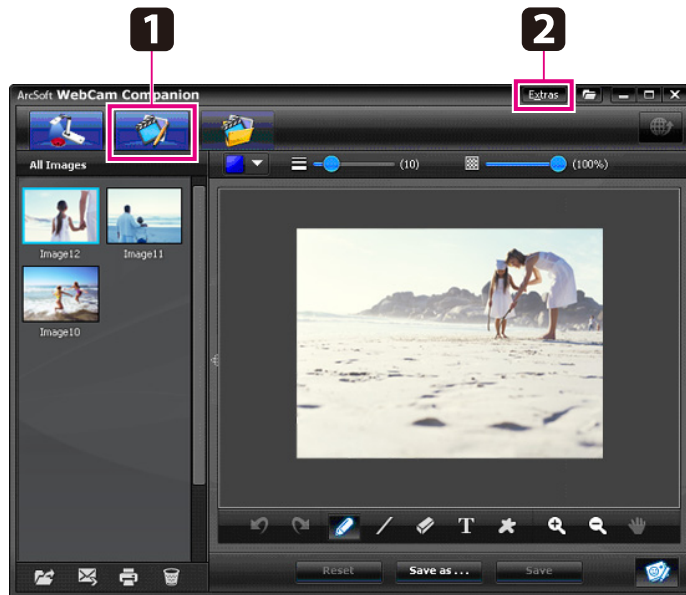 1
2
ArcSoft WebCam Companion
Extras
All Images
(10)
(100%)
Image12
Image11
Image10
T
Reset
Save as ...
Save